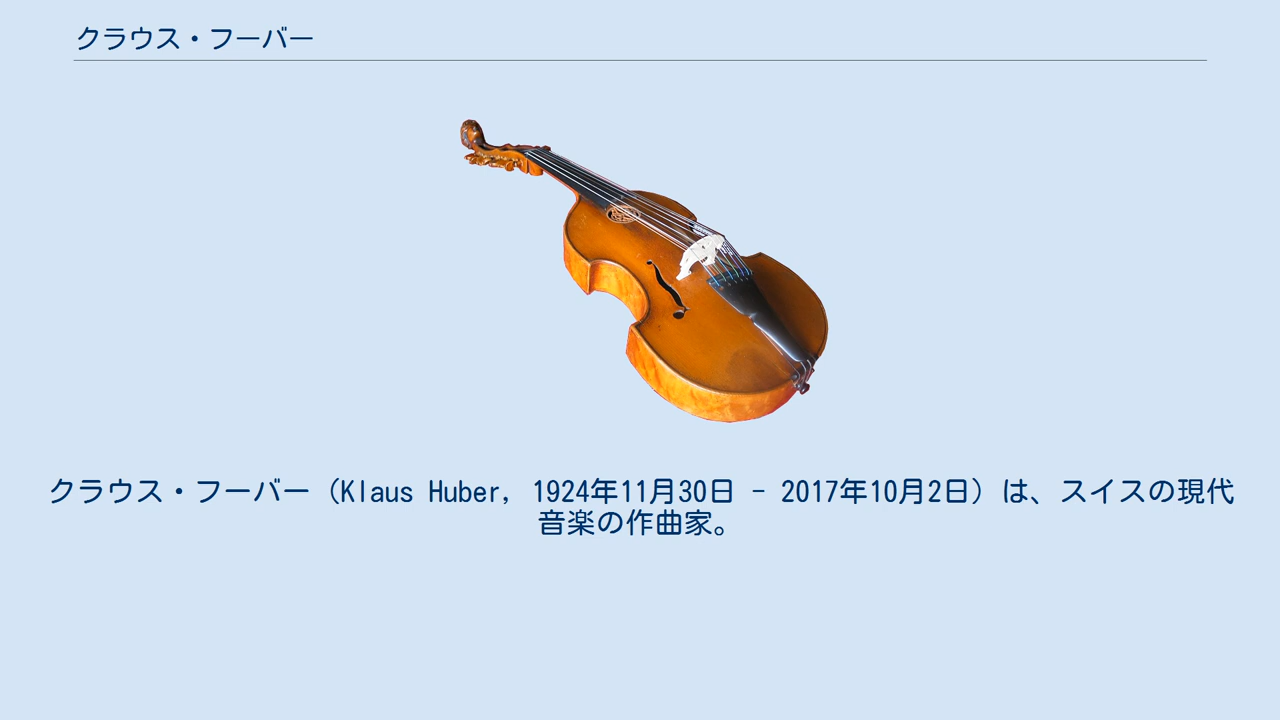 クラウス・フーバー
クラウス・フーバー（Klaus Huber, 1924年11月30日 - 2017年10月2日）は、スイスの現代
音楽の作曲家。